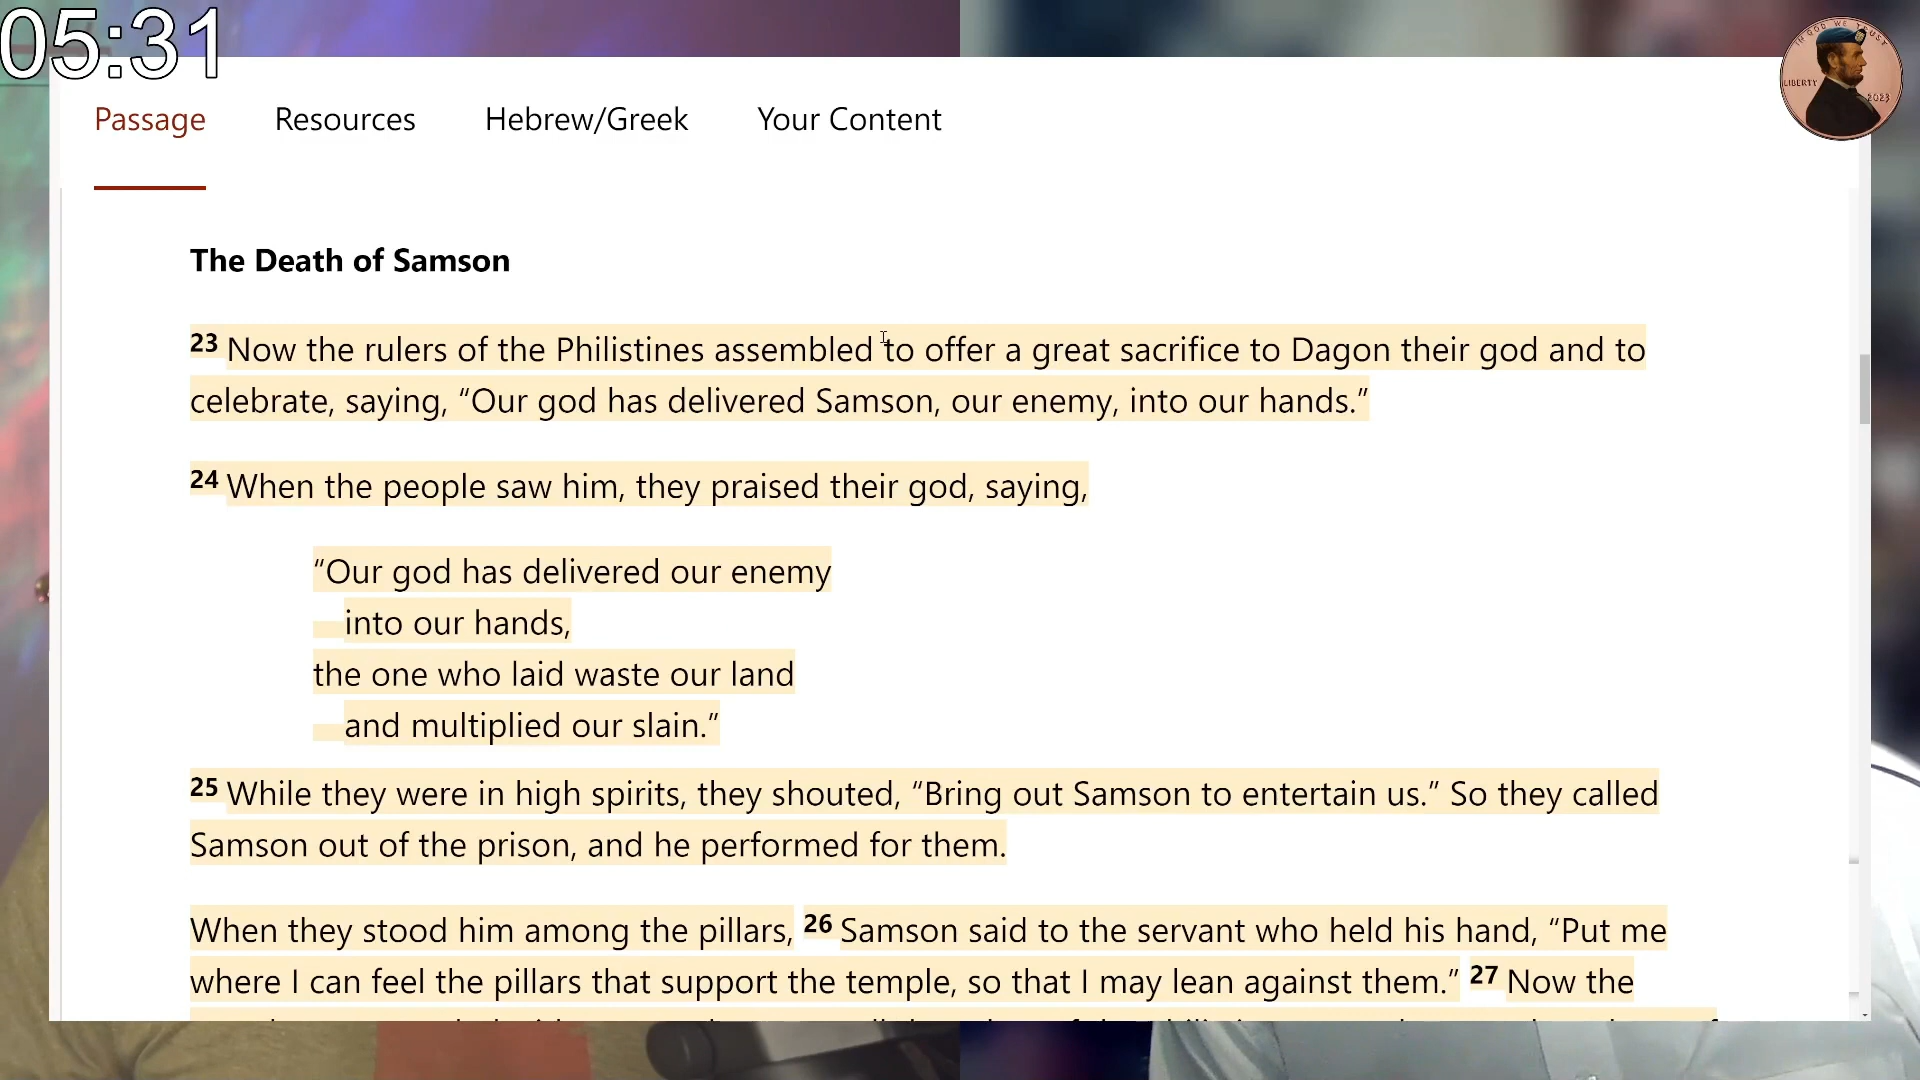 05:31
IN GOD WE TRUST
LIBERTY
2023
Passage Resources Hebrew/Greek Your Content
The Death of Samson
23 Now the rulers of the Philistines assembled to offer a great sacrifice to Dagon their god and to
celebrate, saying, “Our god has delivered Samson, our enemy, into our hands.”
24 When the people saw him, they praised their god, saying,
“Our god has delivered our enemy
into our hands,
the one who laid waste our land
and multiplied our slain.”
25 While they were in high spirits, they shouted, “Bring out Samson to entertain us.” So they called
Samson out of the prison, and he performed for them.
When they stood him among the pillars, 26 Samson said to the servant who held his hand, “Put me
where I can feel the pillars that support the temple, so that I may lean against them.” 27 Now the